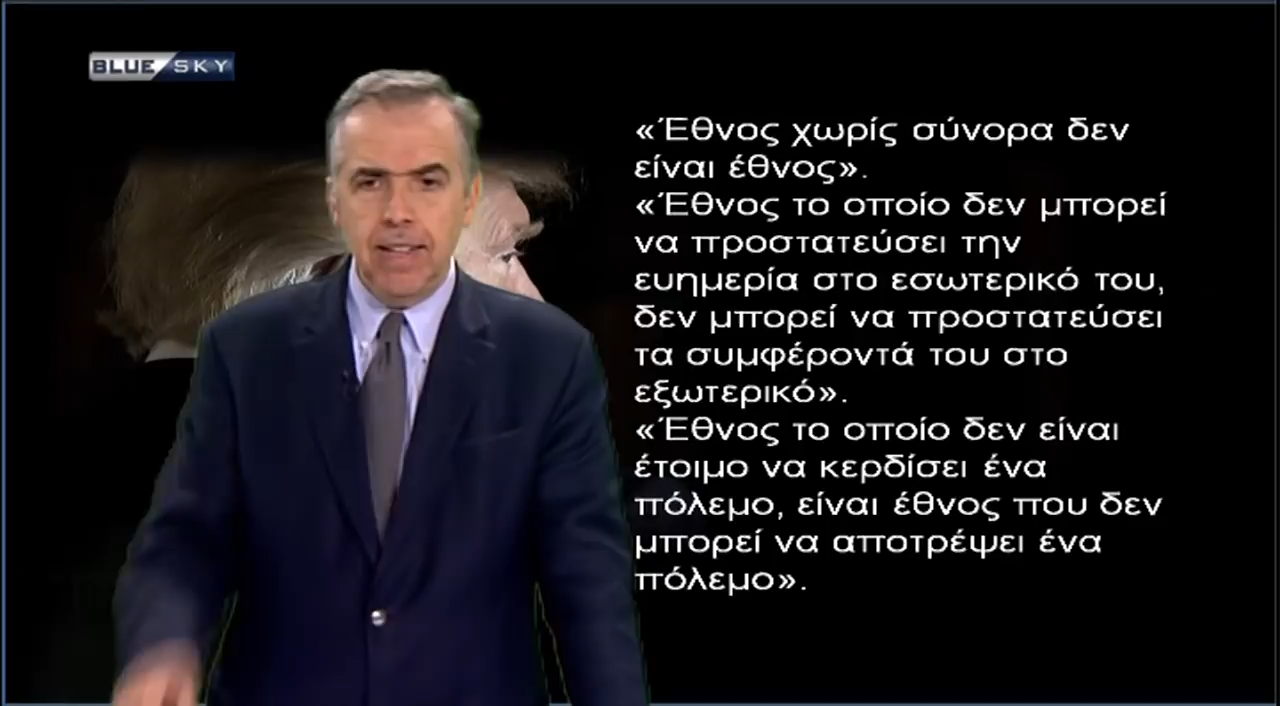 BLUE SKY
«Έθνος χωρίς σύνορα δεν
είναι έθνος».
«Έθνος το οποίο δεν μπορεί
να προστατεύσει την
ευημερία στο εσωτερικό του,
δεν μπορεί να προστατεύσει
τα συμφέροντά του στο
εξωτερικό».
«Έθνος το οποίο δεν είναι
έτοιμο να κερδίσει ένα
πόλεμο, είναι έθνος που δεν
μπορεί να αποτρέψει ένα
πόλεμο».